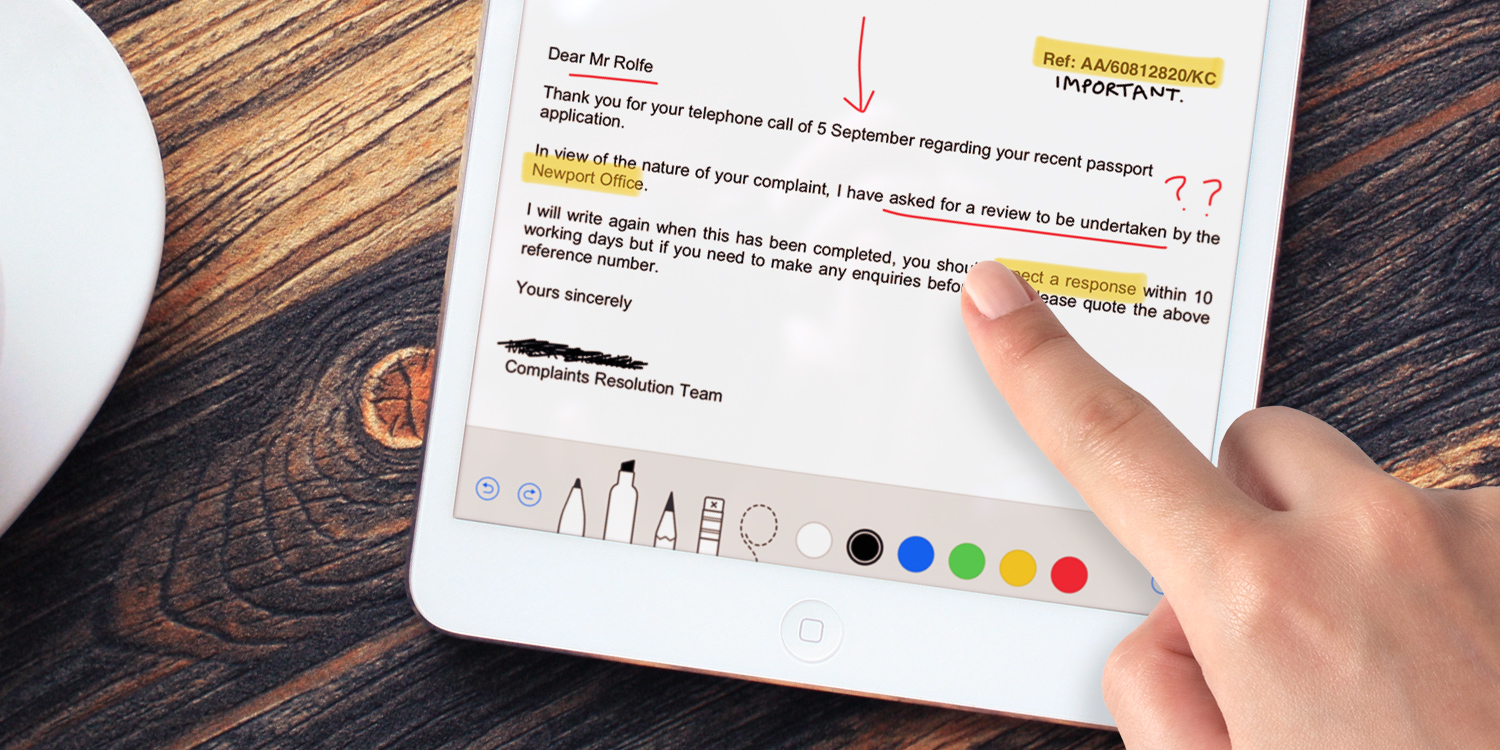 Ref: AA/60812820/KC
IMPORTANT.
Dear Mr Rolfe
Thank you for your telephone call of 5 September regarding your recent passport
application.
??
In view of the nature of your complaint, I have asked for a review to be undertaken by the
Newport Office.
I will write again when this has been completed, you a response within 10
working days but if you need to make any enquiries quote the above
reference number.
Yours sincerely
Complaints Resolution Team